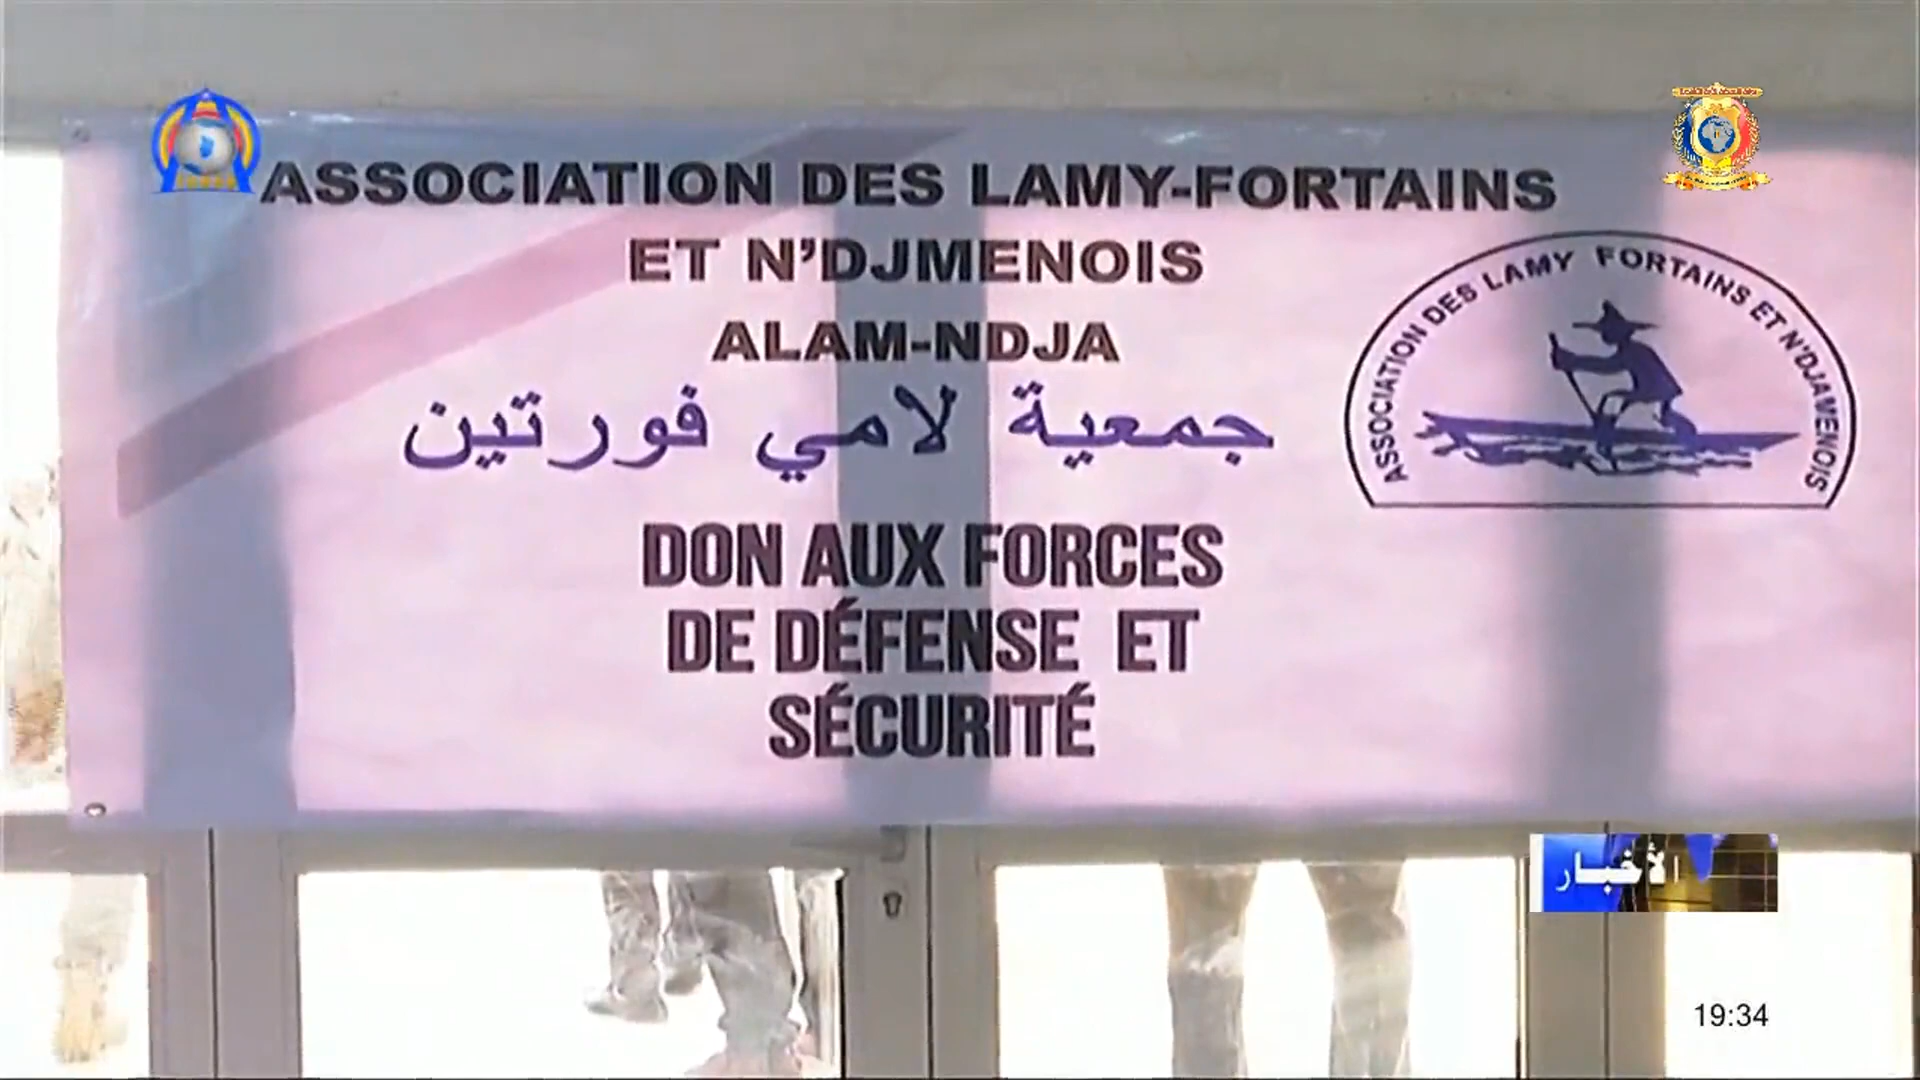 ASSOCIATION DES LAMY-FORTAINS
ET N'DJMENOIS
ALAM-NDJA
جمعية لامي فورتين
ASSOCIATION DES LAMY FORTAINS ET N'DJAMENOIS
DON AUX FORCES
DE DÉFENSE ET
SÉCURITÉ
الأخبار
19:34